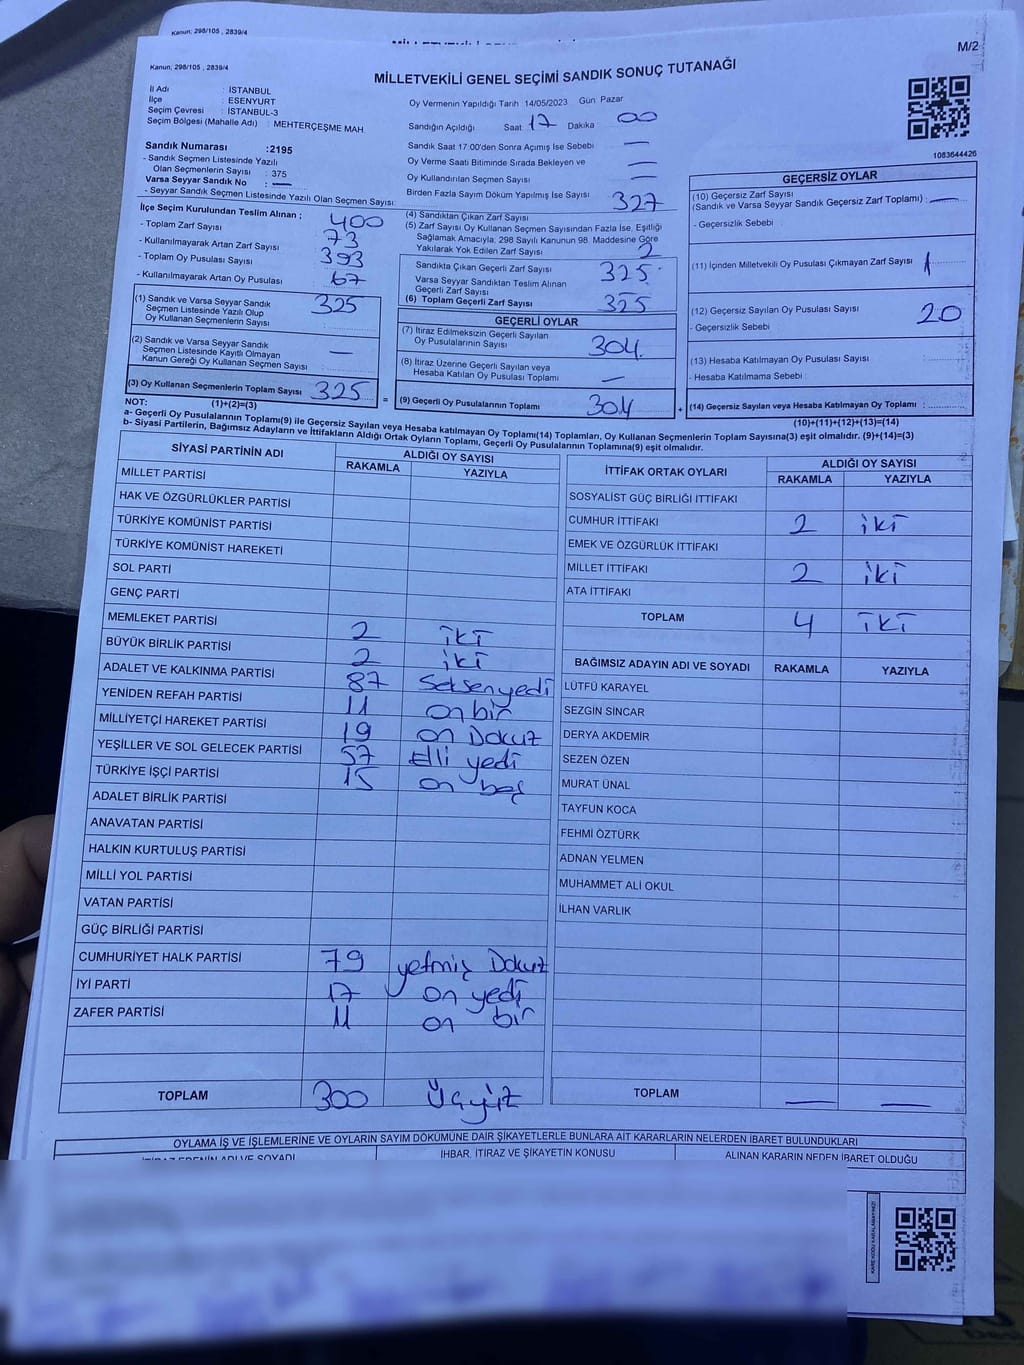 Kanun; 298/105 , 2839/4
M/2
Kanun; 298/105 , 2839/4
MİLLETVEKİLİ GENEL SEÇİMİ SANDIK SONUÇ TUTANAĞI
İl Adı : İSTANBUL
İlçe : ESENYURT
Seçim Çevresi : İSTANBUL-3
Seçim Bölgesi (Mahalle Adı) : MEHTERÇEŞME MAH.
Oy Vermenin Yapıldığı Tarih 14/05/2023 Gün Pazar
Sandığın Açıldığı Saat 17 Dakika 00
Sandık Saat 17:00'den Sonra Açımış İse Sebebi —
Oy Verme Saati Bitiminde Sırada Bekleyen ve
Oy Kullandırılan Seçmen Sayısı —
Birden Fazla Sayım Döküm Yapılmış İse Sayısı —
1083644426
Sandık Numarası :2195
- Sandık Seçmen Listesinde Yazılı
Olan Seçmenlerin Sayısı : 375
Varsa Seyyar Sandık No : —
- Seyyar Sandık Seçmen Listesinde Yazılı Olan Seçmen Sayısı:
İlçe Seçim Kurulundan Teslim Alınan ;
- Toplam Zarf Sayısı : 400
- Kullanılmayarak Artan Zarf Sayısı : 73
- Toplam Oy Pusulası Sayısı : 393
- Kullanılmayarak Artan Oy Pusulası : 67
(1) Sandık ve Varsa Seyyar Sandık
Seçmen Listesinde Yazılı Olup
Oy Kullanan Seçmenlerin Sayısı : 325
(2) Sandık ve Varsa Seyyar Sandık
Seçmen Listesinde Kayıtlı Olmayan
Kanun Gereği Oy Kullanan Seçmen Sayısı —
(3) Oy Kullanan Seçmenlerin Toplam Sayısı 325
(1)+(2)=(3)
(4) Sandıktan Çıkan Zarf Sayısı 327
(5) Zarf Sayısı Oy Kullanan Seçmen Sayısından Fazla İse, Eşitliği
Sağlamak Amacıyla; 298 Sayılı Kanunun 98. Maddesine Göre
Yakılarak Yok Edilen Zarf Sayısı 2
Sandıkta Çıkan Geçerli Zarf Sayısı 325
Varsa Seyyar Sandıktan Teslim Alınan
Geçerli Zarf Sayısı
(6) Toplam Geçerli Zarf Sayısı 325
GEÇERLİ OYLAR
(7) İtiraz Edilmeksizin Geçerli Sayılan
Oy Pusulalarının Sayısı 304
(8) İtiraz Üzerine Geçerli Sayılan veya
Hesaba Katılan Oy Pusulası Toplamı —
= (9) Geçerli Oy Pusulalarının Toplamı 304
GEÇERSİZ OYLAR
(10) Geçersiz Zarf Sayısı
(Sandık ve Varsa Seyyar Sandık Geçersiz Zarf Toplamı) : —
- Geçersizlik Sebebi :
(11) İçinden Milletvekili Oy Pusulası Çıkmayan Zarf Sayısı 1
(12) Geçersiz Sayılan Oy Pusulası Sayısı 20
- Geçersizlik Sebebi :
(13) Hesaba Katılmayan Oy Pusulası Sayısı :
- Hesaba Katılmama Sebebi :
+ (14) Geçersiz Sayılan veya Hesaba Katılmayan Oy Toplamı :
(10)+(11)+(12)+(13)=(14)
NOT:
a- Geçerli Oy Pusulalarının Toplamı(9) ile Geçersiz Sayılan veya Hesaba katılmayan Oy Toplamı(14) Toplamları, Oy Kullanan Seçmenlerin Toplam Sayısına(3) eşit olmalıdır. (9)+(14)=(3)
b- Siyasi Partilerin, Bağımsız Adayların ve İttifakların Aldığı Ortak Oyların Toplamı, Geçerli Oy Pusulalarının Toplamına(9) eşit olmalıdır.
SİYASİ PARTİNİN ADI ALDIĞI OY SAYISI
RAKAMLA YAZIYLA
MİLLET PARTİSİ
HAK VE ÖZGÜRLÜKLER PARTİSİ
TÜRKİYE KOMÜNİST PARTİSİ
TÜRKİYE KOMÜNİST HAREKETİ
SOL PARTİ
GENÇ PARTİ
MEMLEKET PARTİSİ 2 iki
BÜYÜK BİRLİK PARTİSİ 2 iki
ADALET VE KALKINMA PARTİSİ 87 Seksenyedi
YENİDEN REFAH PARTİSİ 11 on bir
MİLLİYETÇİ HAREKET PARTİSİ 19 on Dokuz
YEŞİLLER VE SOL GELECEK PARTİSİ 57 Elli yedi
TÜRKİYE İŞÇİ PARTİSİ 15 on beş
ADALET BİRLİK PARTİSİ
ANAVATAN PARTİSİ
HALKIN KURTULUŞ PARTİSİ
MİLLİ YOL PARTİSİ
VATAN PARTİSİ
GÜÇ BİRLİĞİ PARTİSİ
CUMHURİYET HALK PARTİSİ 79 yetmiş Dokuz
İYİ PARTİ 17 on yedi
ZAFER PARTİSİ 11 on bir
TOPLAM 300 Üçyüz
İTTİFAK ORTAK OYLARI ALDIĞI OY SAYISI
RAKAMLA YAZIYLA
SOSYALİST GÜÇ BİRLİĞİ İTTİFAKI
CUMHUR İTTİFAKI 2 iki
EMEK VE ÖZGÜRLÜK İTTİFAKI
MİLLET İTTİFAKI 2 iki
ATA İTTİFAKI
TOPLAM 4 iki
BAĞIMSIZ ADAYIN ADI VE SOYADI RAKAMLA YAZIYLA
LÜTFÜ KARAYEL
SEZGİN SİNCAR
DERYA AKDEMİR
SEZEN ÖZEN
MURAT ÜNAL
TAYFUN KOCA
FEHMİ ÖZTÜRK
ADNAN YELMEN
MUHAMMET ALİ OKUL
İLHAN VARLIK
TOPLAM — —
OYLAMA İŞ VE İŞLEMLERİNE VE OYLARIN SAYIM DÖKÜMÜNE DAİR ŞİKAYETLERLE BUNLARA AİT KARARLARIN NELERDEN İBARET BULUNDUKLARI
İTİRAZ EDENİN ADI VE SOYADI İHBAR, İTİRAZ VE ŞİKAYETİN KONUSU ALINAN KARARIN NEDEN İBARET OLDUĞU
KARE KODU KARALAMAYINIZ!